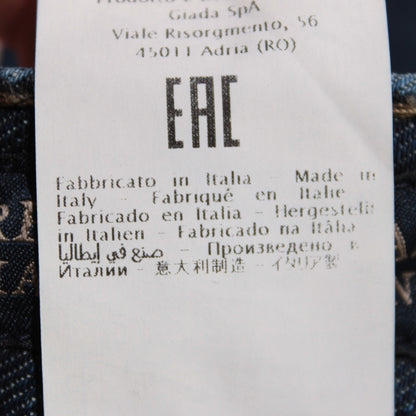 Giada SpA
Viale Risorgmento, 56
45011 Adria (RO)
EAC
Fabbricato in Italia - Made in
Italy - Fabriqué en Italie
Fabricado en Italia - Hergestellt
in Italien - Fabricado na Itália
صنع في إيطاليا - Произведено в
Италии - 意大利制造 - イタリア製